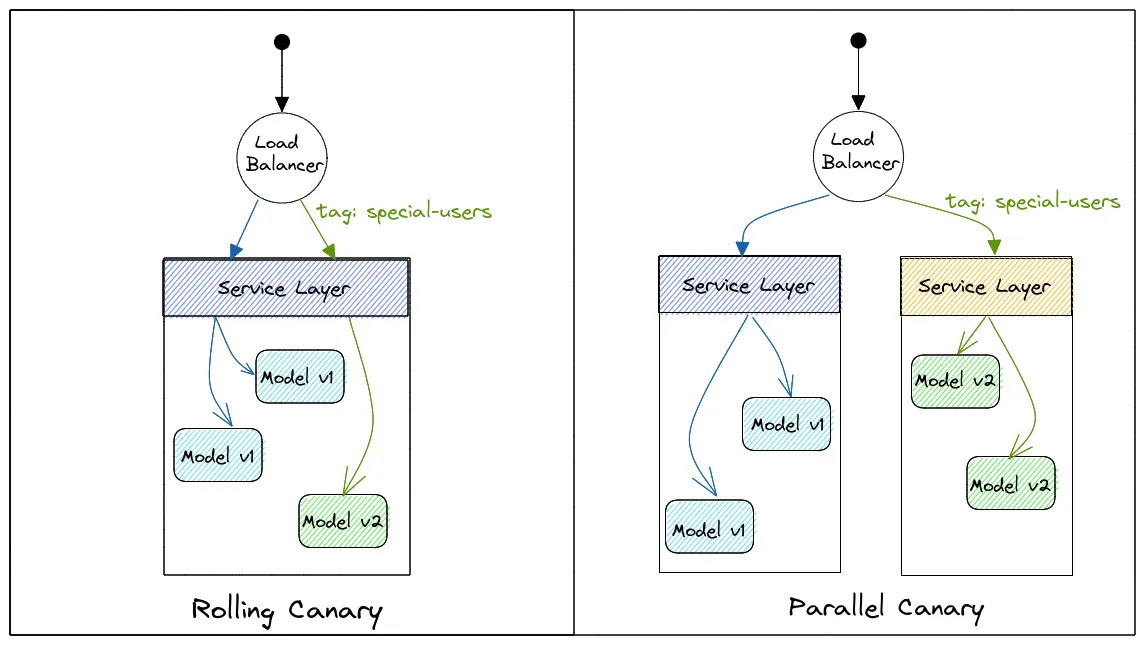 Load
Balancer
tag: special-users
Service Layer
Model v1
Model v1
Model v2
Rolling Canary
Load
Balancer
tag: special-users
Service Layer
Model v1
Model v1
Service Layer
Model v2
Model v2
Parallel Canary